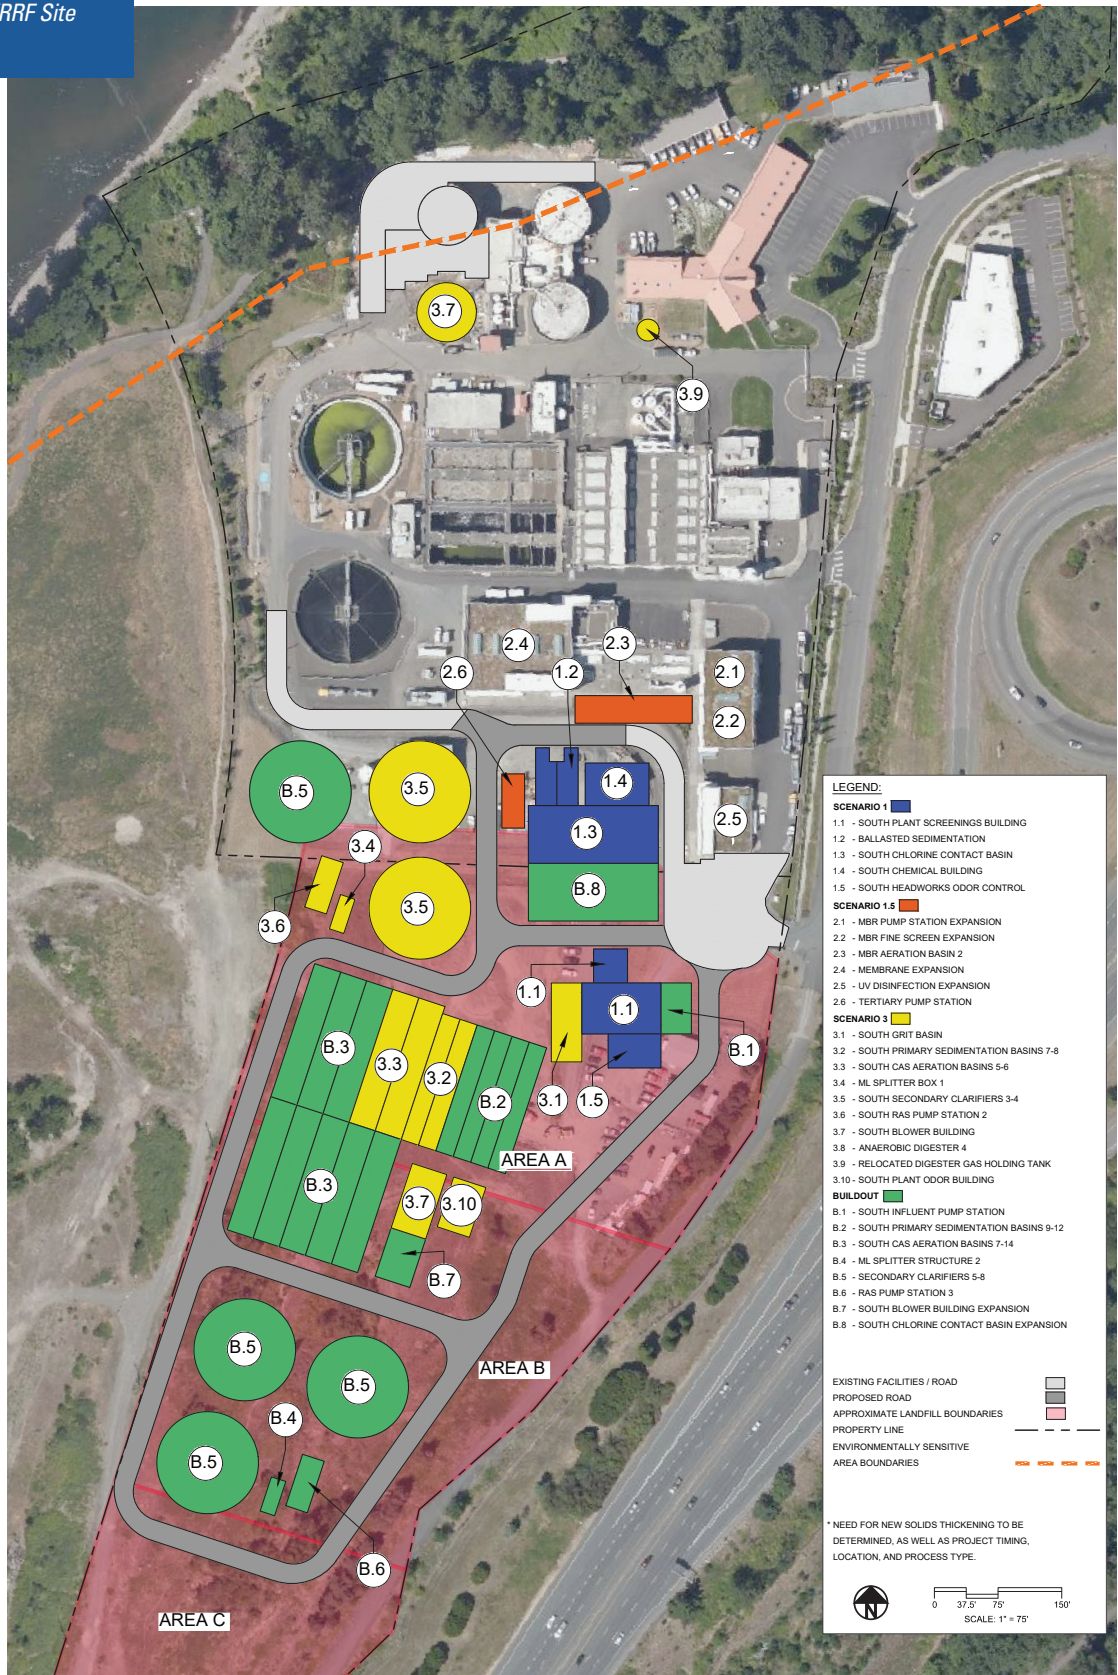 RRF Site
3.7
3.9
2.4
2.3
2.6
1.2
2.1
2.2
B.5
3.5
1.4
1.3
2.5
3.4
B.8
3.5
3.6
1.1
1.1
B.3
3.3
3.2
B.2
3.1
1.5
B.1
AREA A
B.3
3.7
3.10
B.7
B.5
B.5
AREA B
B.4
B.5
B.6
AREA C
LEGEND:
SCENARIO 1
1.1 - SOUTH PLANT SCREENINGS BUILDING
1.2 - BALLASTED SEDIMENTATION
1.3 - SOUTH CHLORINE CONTACT BASIN
1.4 - SOUTH CHEMICAL BUILDING
1.5 - SOUTH HEADWORKS ODOR CONTROL
SCENARIO 1.5
2.1 - MBR PUMP STATION EXPANSION
2.2 - MBR FINE SCREEN EXPANSION
2.3 - MBR AERATION BASIN 2
2.4 - MEMBRANE EXPANSION
2.5 - UV DISINFECTION EXPANSION
2.6 - TERTIARY PUMP STATION
SCENARIO 3
3.1 - SOUTH GRIT BASIN
3.2 - SOUTH PRIMARY SEDIMENTATION BASINS 7-8
3.3 - SOUTH CAS AERATION BASINS 5-6
3.4 - ML SPLITTER BOX 1
3.5 - SOUTH SECONDARY CLARIFIERS 3-4
3.6 - SOUTH RAS PUMP STATION 2
3.7 - SOUTH BLOWER BUILDING
3.8 - ANAEROBIC DIGESTER 4
3.9 - RELOCATED DIGESTER GAS HOLDING TANK
3.10 - SOUTH PLANT ODOR BUILDING
BUILDOUT
B.1 - SOUTH INFLUENT PUMP STATION
B.2 - SOUTH PRIMARY SEDIMENTATION BASINS 9-12
B.3 - SOUTH CAS AERATION BASINS 7-14
B.4 - ML SPLITTER STRUCTURE 2
B.5 - SECONDARY CLARIFIERS 5-8
B.6 - RAS PUMP STATION 3
B.7 - SOUTH BLOWER BUILDING EXPANSION
B.8 - SOUTH CHLORINE CONTACT BASIN EXPANSION
EXISTING FACILITIES / ROAD
PROPOSED ROAD
APPROXIMATE LANDFILL BOUNDARIES
PROPERTY LINE
ENVIRONMENTALLY SENSITIVE
AREA BOUNDARIES
* NEED FOR NEW SOLIDS THICKENING TO BE
DETERMINED, AS WELL AS PROJECT TIMING,
LOCATION, AND PROCESS TYPE.
N
0 37.5' 75' 150'
SCALE: 1" = 75'